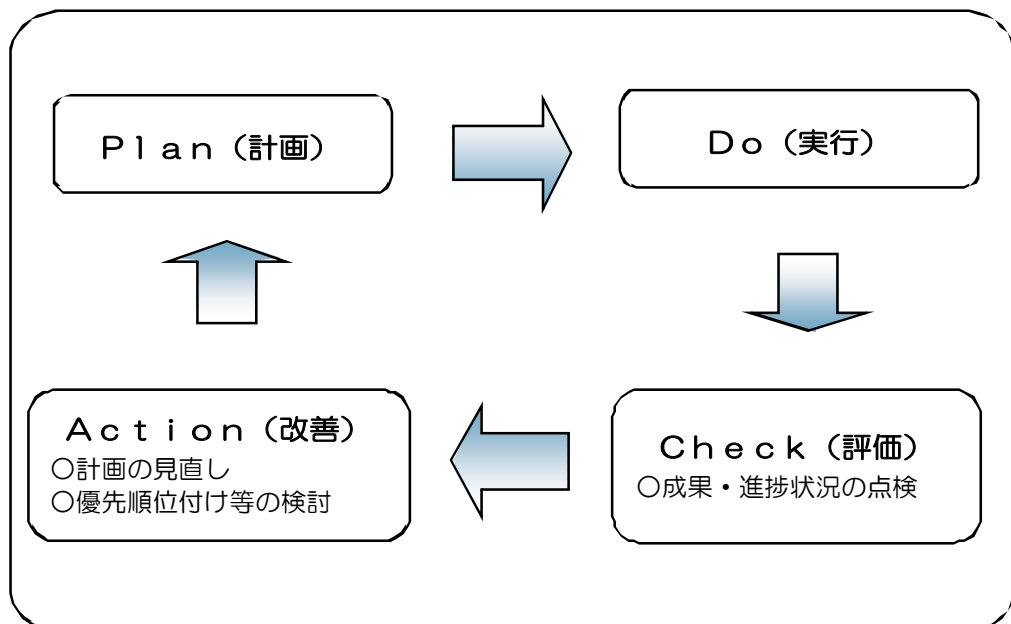 Ｐｌａｎ（計画）
Ｄｏ（実行）
Ａｃｔｉｏｎ（改善）
○計画の見直し
○優先順位付け等の検討
Ｃｈｅｃｋ（評価）
○成果・進捗状況の点検